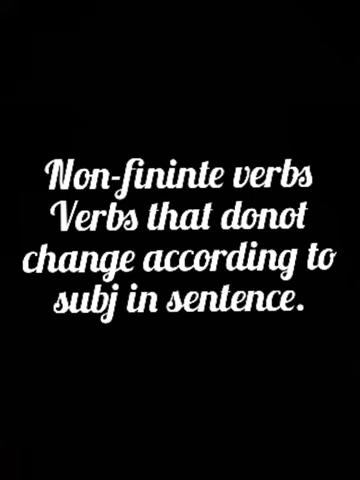 Non-fininte verbs
Verbs that donot
change according to
subj in sentence.